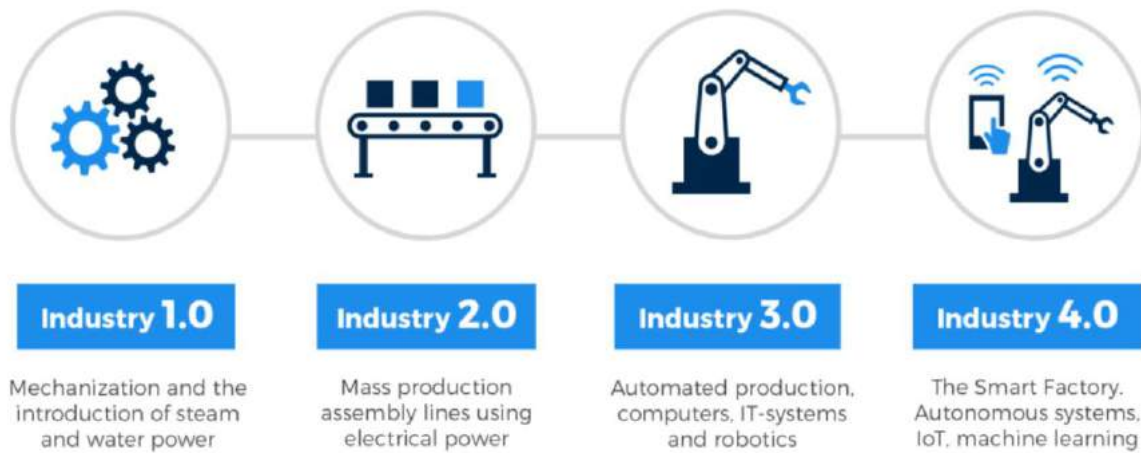 Industry 1.0
Mechanization and the
introduction of steam
and water power
Industry 2.0
Mass production
assembly lines using
electrical power
Industry 3.0
Automated production,
computers, IT-systems
and robotics
Industry 4.0
The Smart Factory.
Autonomous systems,
IoT, machine learning